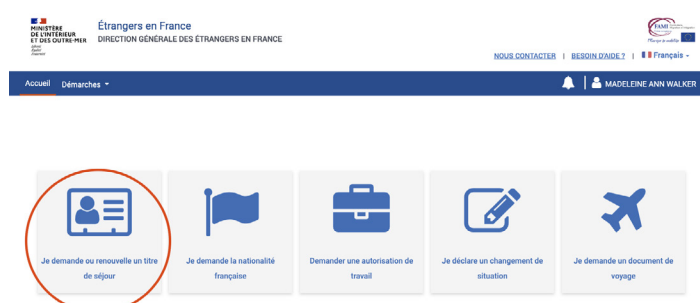 MINISTÈRE
DE L'INTÉRIEUR
ET DES OUTRE-MER
Étrangers en France
DIRECTION GÉNÉRALE DES ÉTRANGERS EN FRANCE
FAMI
NOUS CONTACTER | BESOIN D'AIDE ? | Français
Accueil Démarches
MADELEINE ANN WALKER
Je demande ou renouvelle un titre
de séjour
Je demande la nationalité
française
Demander une autorisation de
travail
Je déclare un changement de
situation
Je demande un document de
voyage